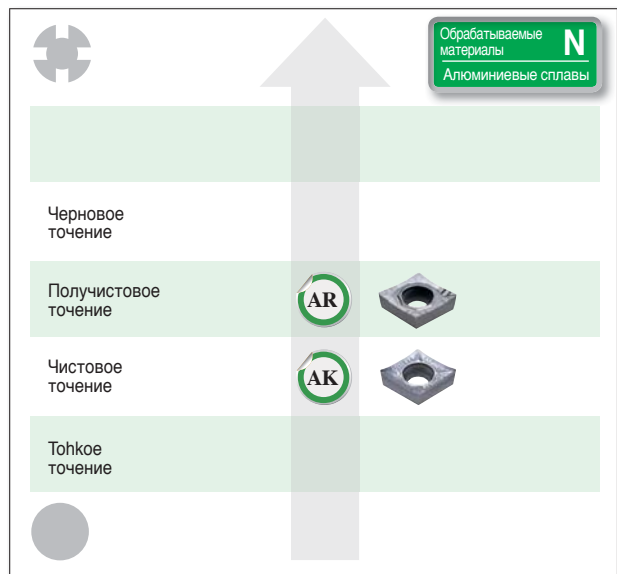 Обрабатываемые
материалы
N
Алюминиевые сплавы
Черновое
точение
Получистовое
точение
AR
Чистовое
точение
AK
Tohkoe
точение